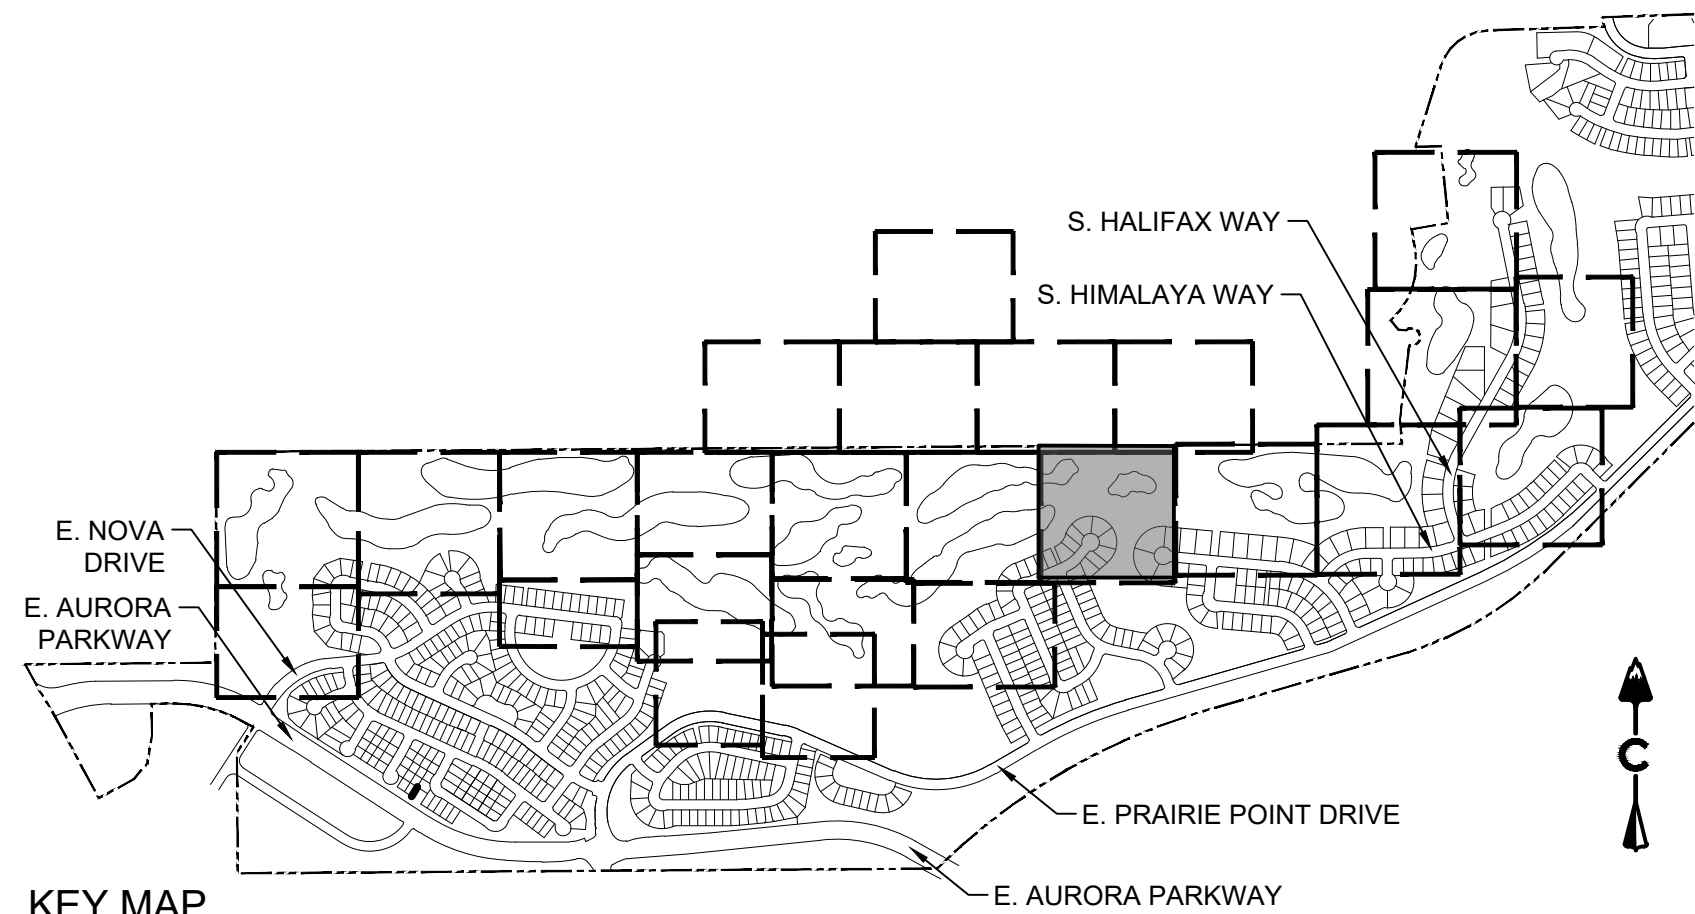 S. HALIFAX WAY
S. HIMALAYA WAY
E. NOVA
DRIVE
E. AURORA
PARKWAY
C
E. PRAIRIE POINT DRIVE
E. AURORA PARKWAY
KEY MAP